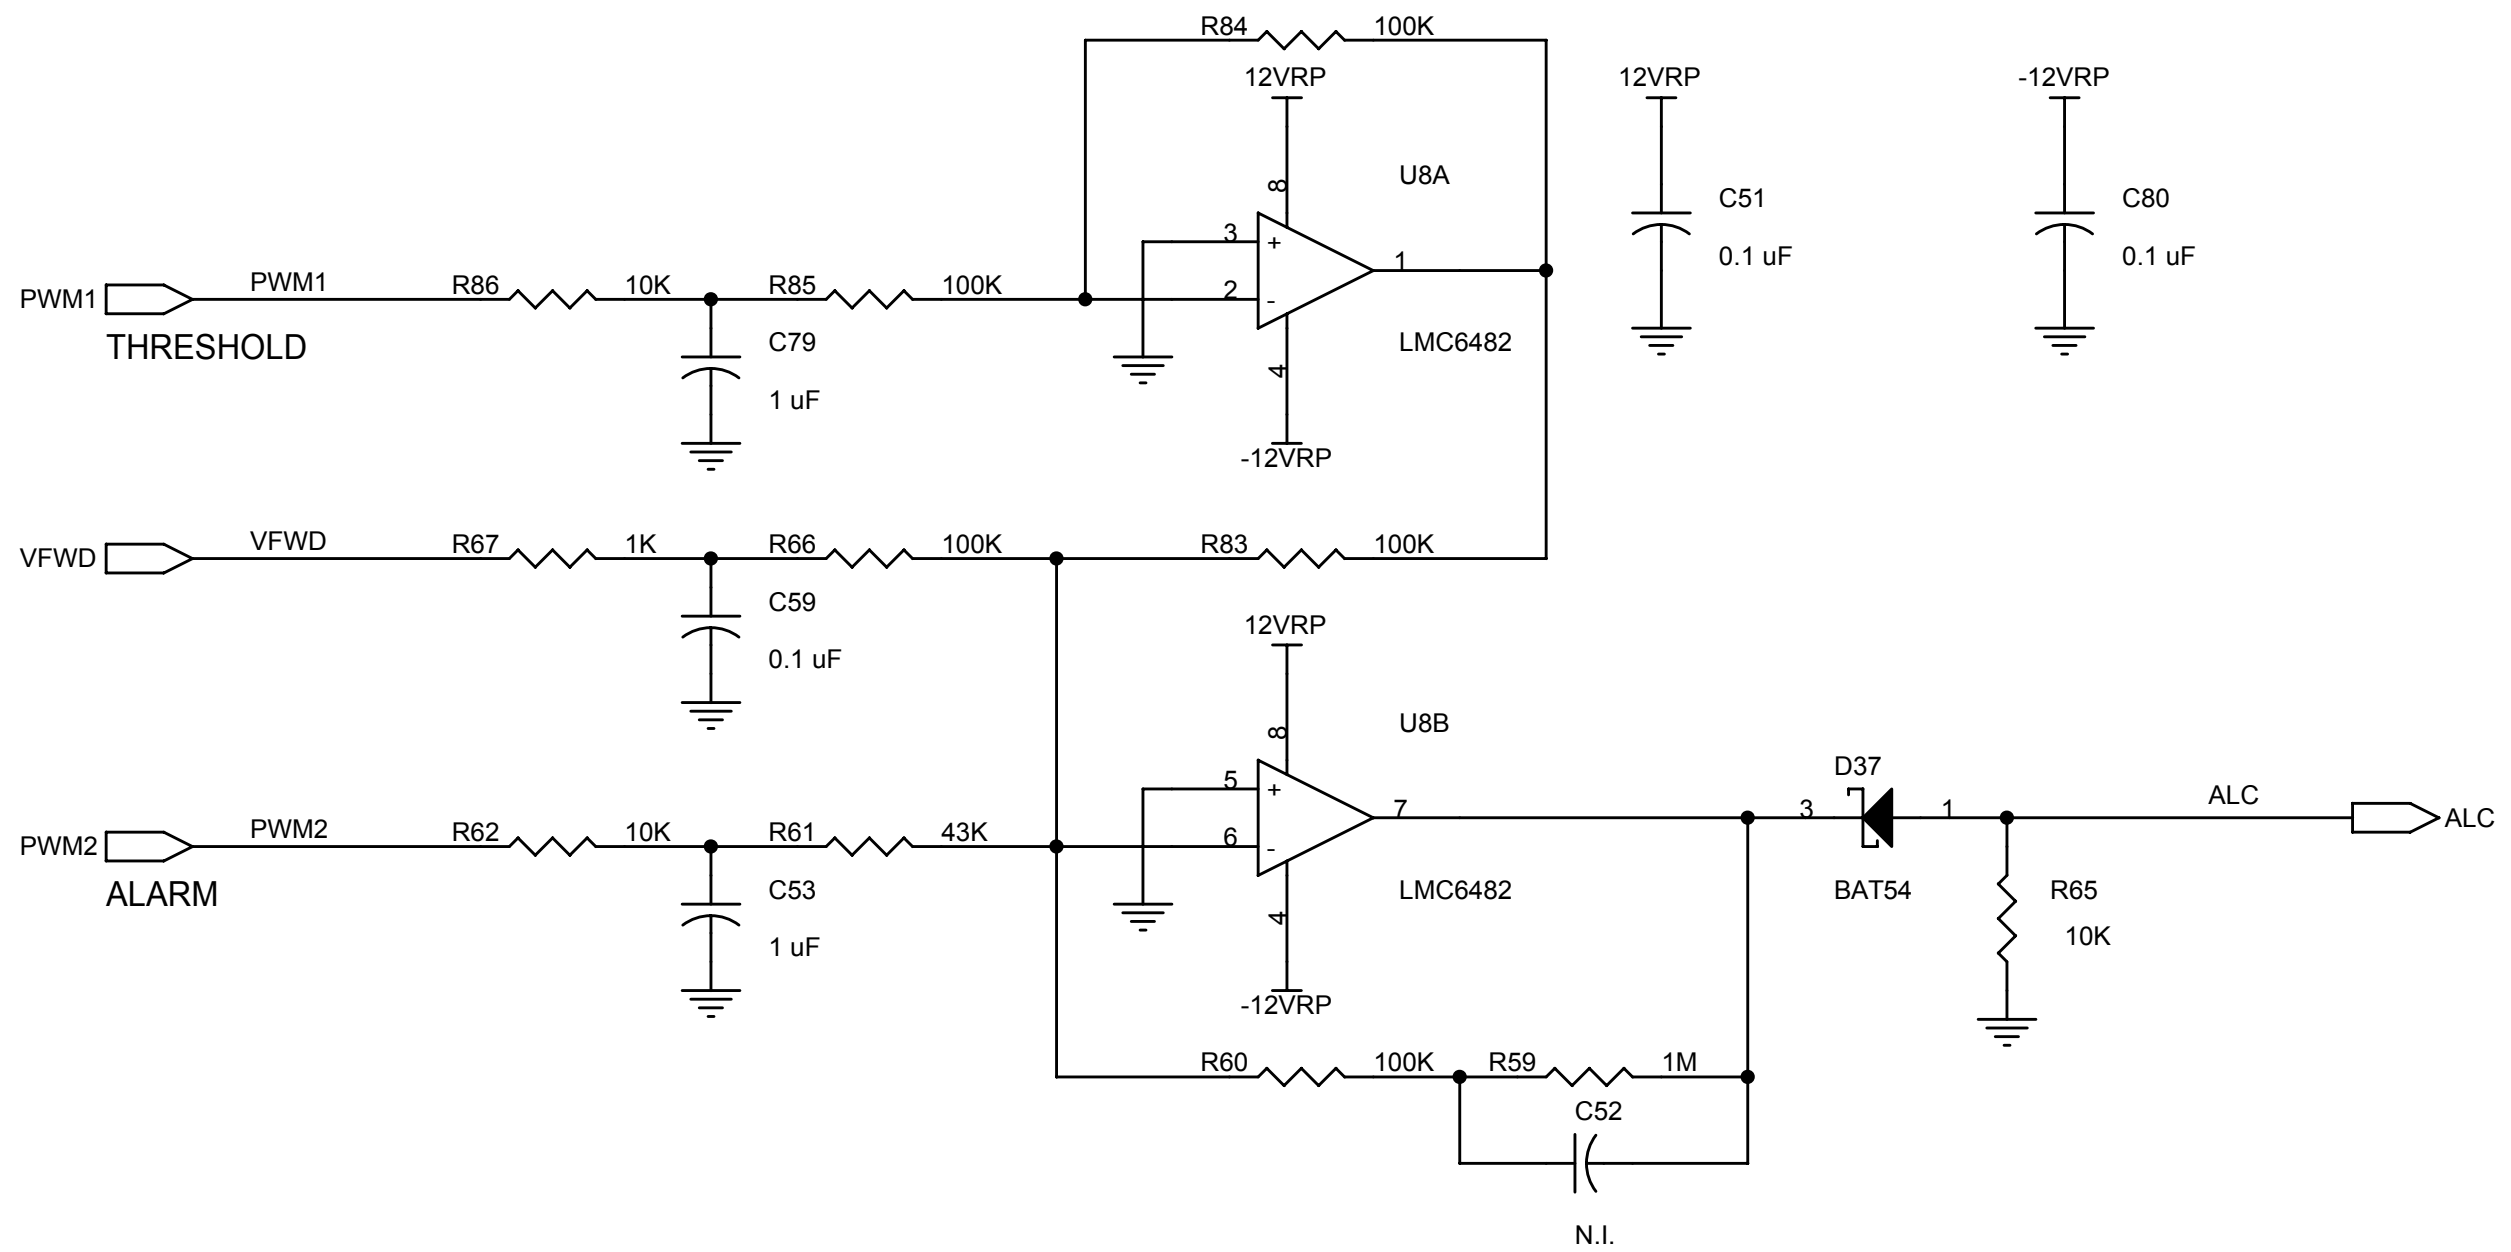 R84 100K
12VRP
12VRP
-12VRP
8
U8A
C51
0.1 uF
C80
0.1 uF
3
+
1
2
-
PWM1
PWM1
THRESHOLD
R86 10K
R85 100K
C79
1 uF
LMC6482
4
-12VRP
VFWD
VFWD
R67 1K
R66 100K
R83 100K
C59
0.1 uF
12VRP
8
U8B
5
+
7
6
-
PWM2
PWM2
ALARM
R62 10K
R61 43K
C53
1 uF
LMC6482
4
-12VRP
D37
3
1
BAT54
ALC
ALC
R65
10K
R60 100K
R59 1M
C52
N.I.